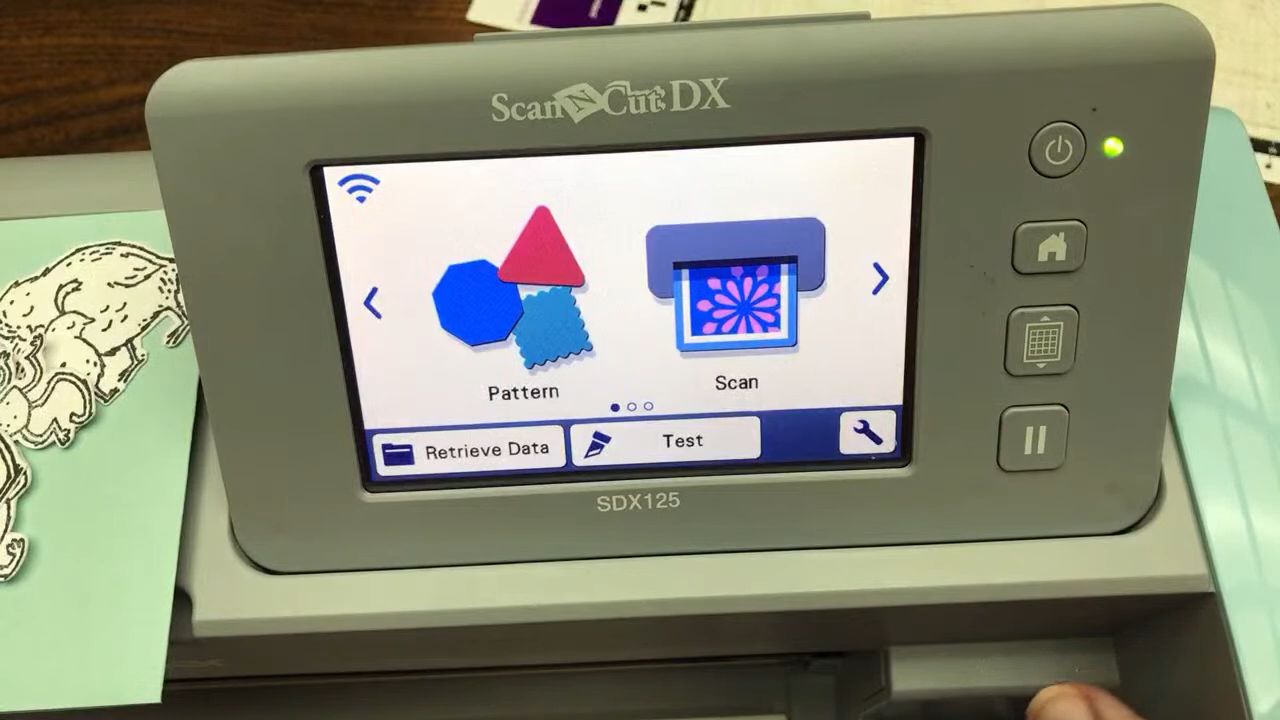 ScanNCut DX
Pattern
Scan
Retrieve Data
Test
SDX125